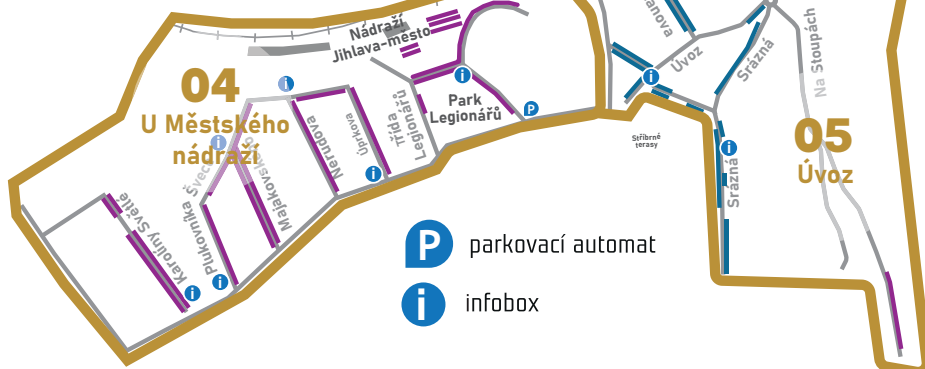 Nádraží
Jihlava-město
04
U Městského
nádraží
Park
Legionářů
P
třída
Legionářů
Úprkova
Nerudova
Majakovského
Plukovníka Švece
Karolíny Světlé
Úvoz
Srázná
Na Stoupách
Stříbrné
terasy
Srázná
05
Úvoz
P parkovací automat
i infobox